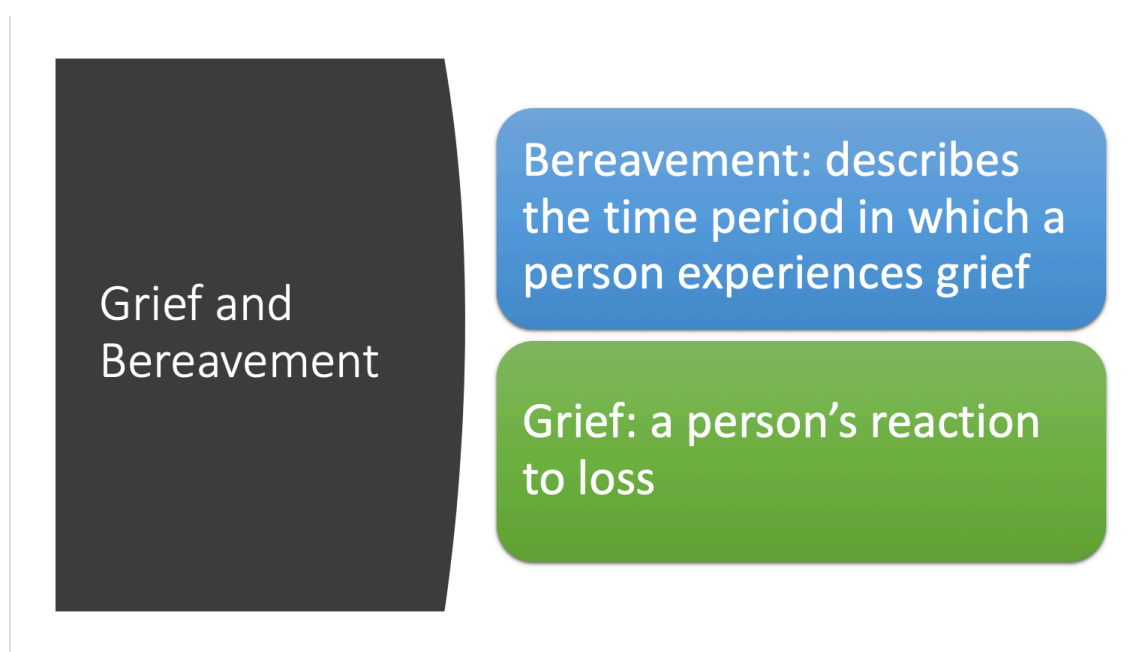 Grief and
Bereavement
Bereavement: describes
the time period in which a
person experiences grief
Grief: a person’s reaction
to loss